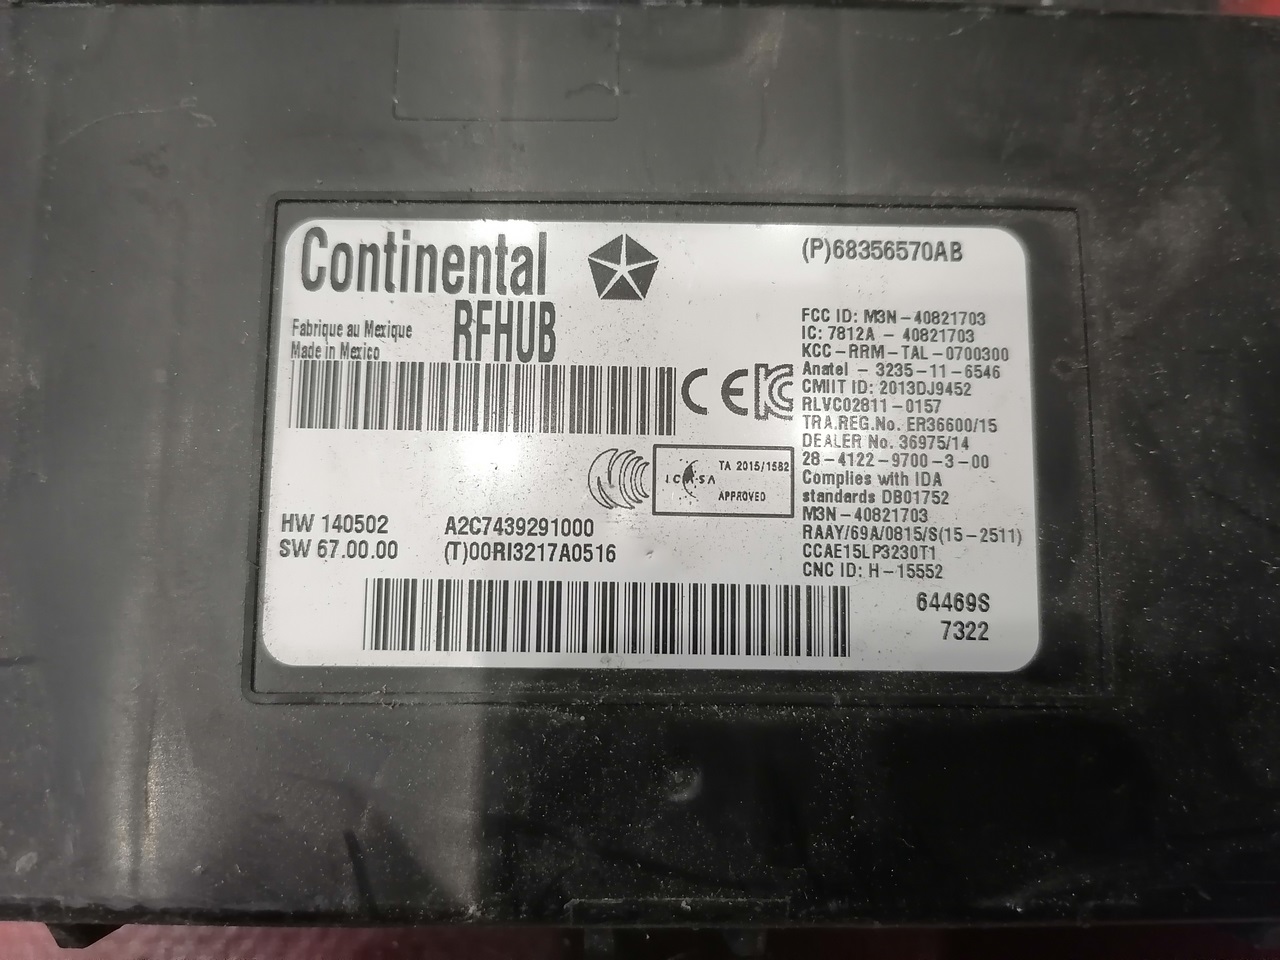 Continental
RFHUB
Fabrique au Mexique
Made in Mexico
(P)68356570AB
FCC ID: M3N-40821703
IC: 7812A - 40821703
KCC-RRM-TAL-0700300
Anatel - 3235-11-6546
CMIIT ID: 2013DJ9452
RLVC02811-0157
TRA.REG.No. ER36600/15
DEALER No. 36975/14
28-4122-9700-3-00
Complies with IDA
standards DB01752
M3N-40821703
RAAY/69A/0815/S(15-2511)
CCAE15LP3230T1
CNC ID: H-15552
CE
ICASA
TA 2015/1582
APPROVED
HW 140502
SW 67.00.00
A2C7439291000
(T)00RI3217A0516
64469S
7322